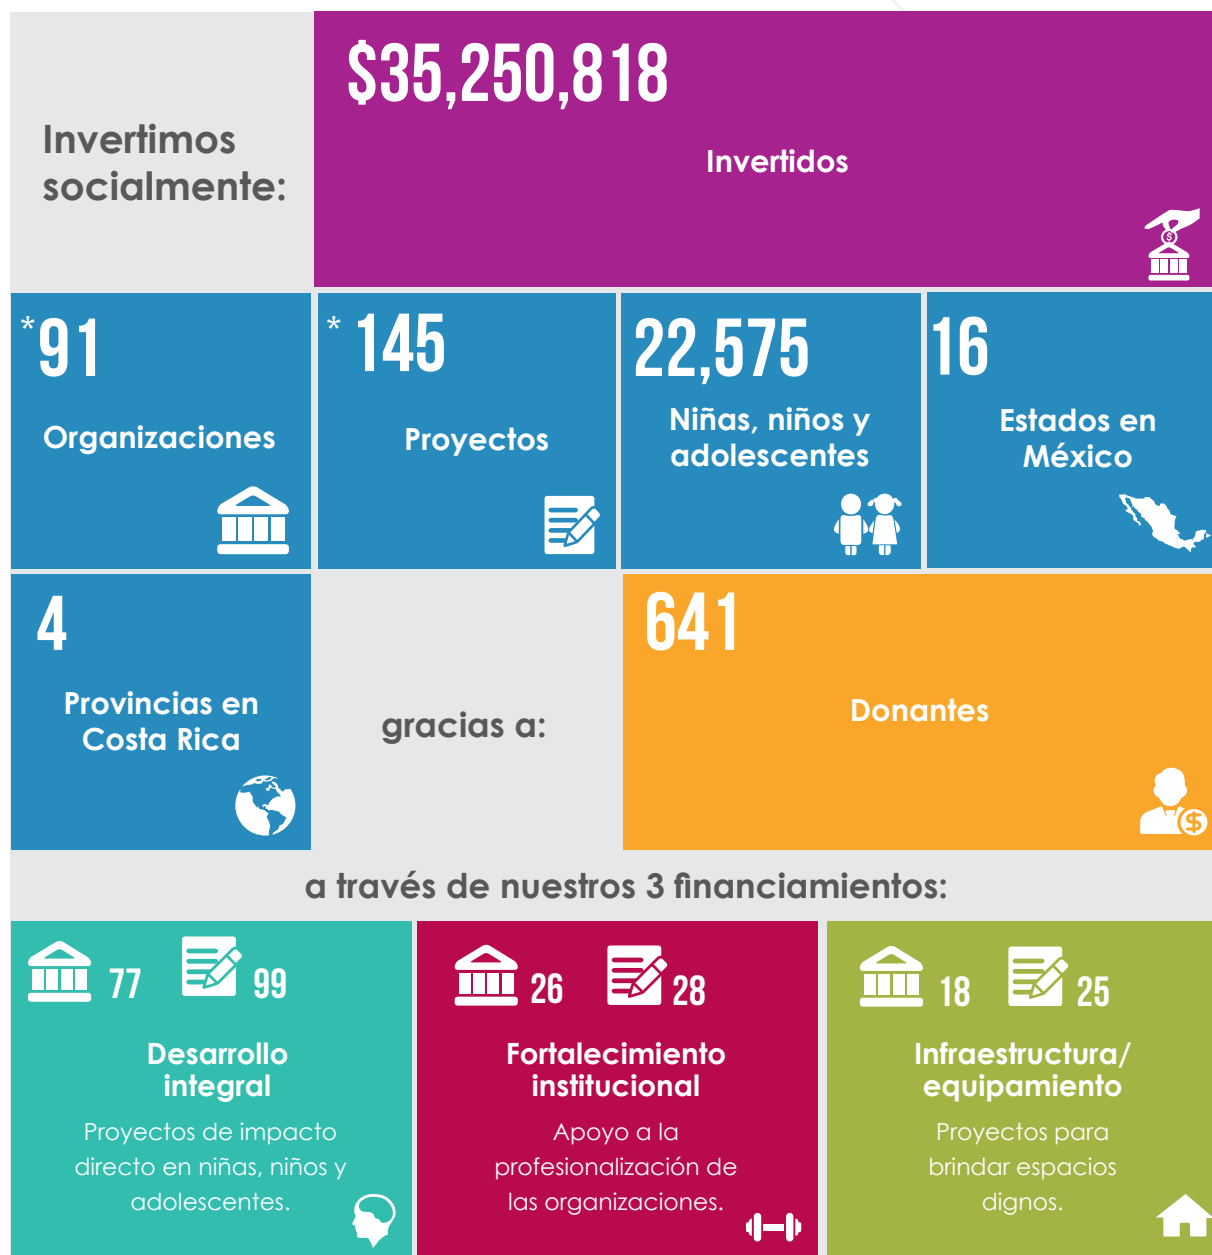 Invertimos
socialmente:
$35,250,818
Invertidos
*91
Organizaciones
* 145
Proyectos
22,575
Niñas, niños y
adolescentes
16
Estados en
México
4
Provincias en
Costa Rica
gracias a:
641
Donantes
a través de nuestros 3 financiamientos:
77 99
Desarrollo
integral
Proyectos de impacto
directo en niñas, niños y
adolescentes.
26 28
Fortalecimiento
institucional
Apoyo a la
profesionalización de
las organizaciones.
18 25
Infraestructura/
equipamiento
Proyectos para
brindar espacios
dignos.